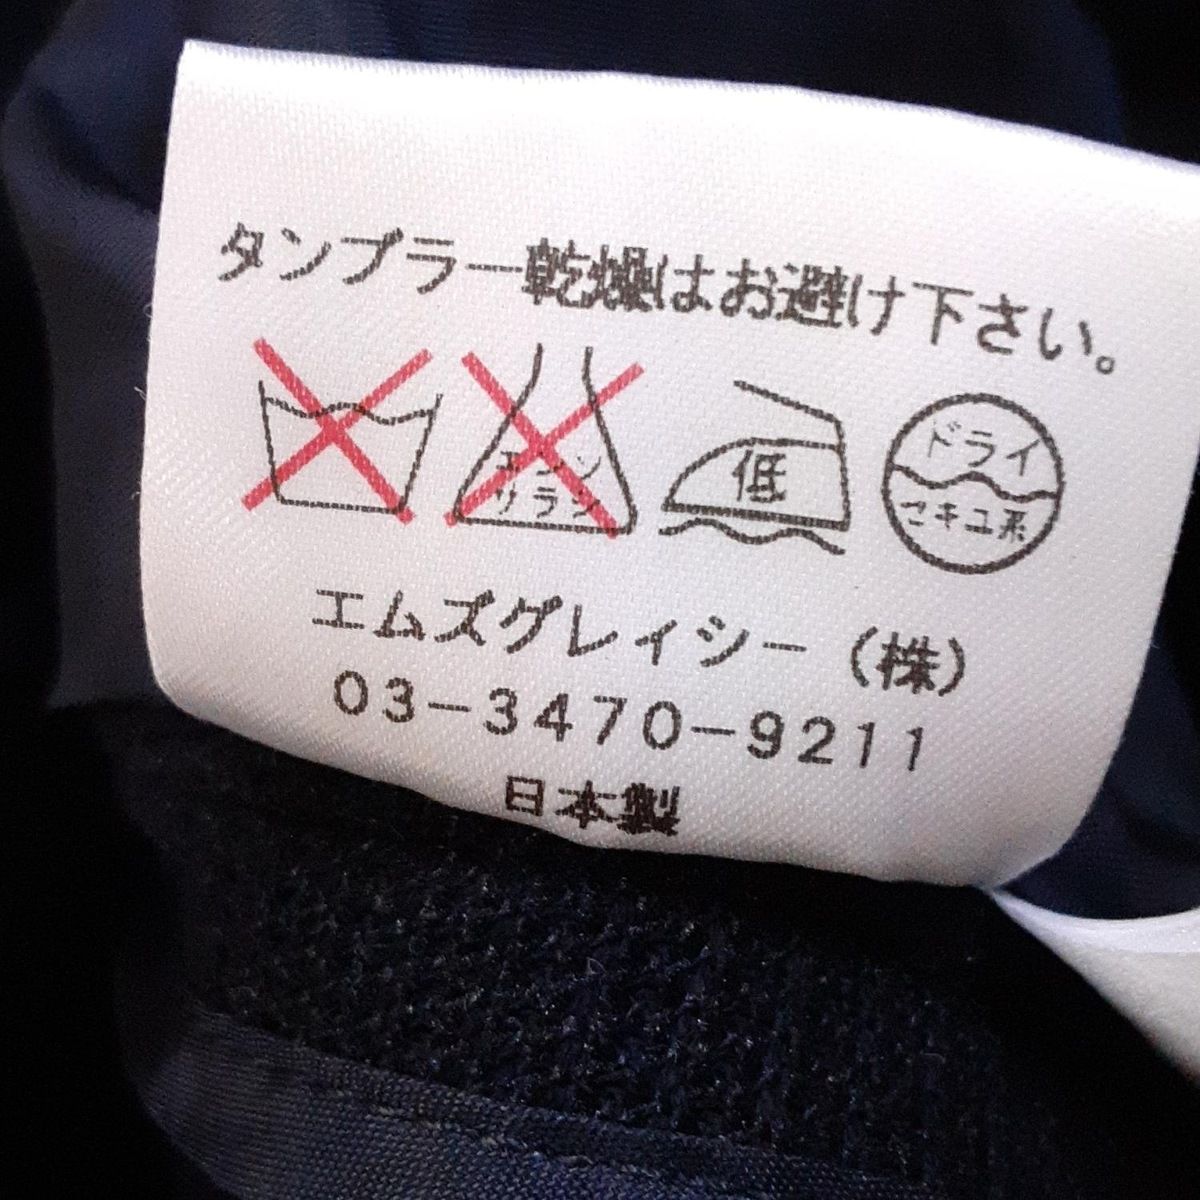 タンブラー乾燥はお避け下さい。
エンソ
サラシ
低
ドライ
セキユ系
エムズグレィシー（株）
03-3470-9211
日本製